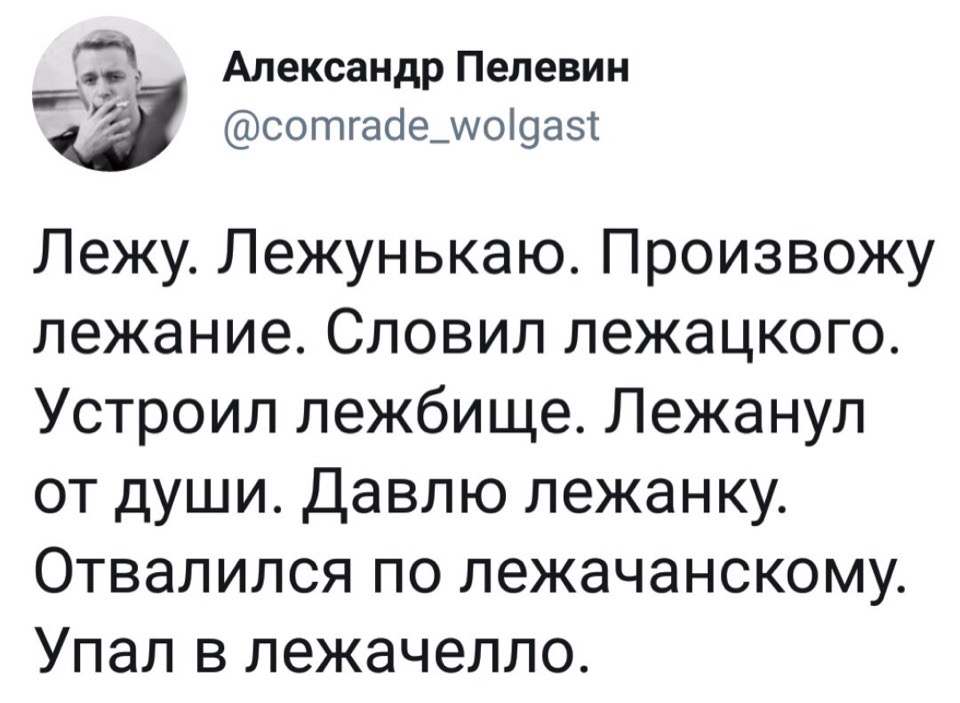 Александр Пелевин
@comrade_wolgast
Лежу. Лежунькаю. Произвожу
лежание. Словил лежацкого.
Устроил лежбище. Лежанул
от души. Давлю лежанку.
Отвалился по лежачанскому.
Упал в лежачелло.